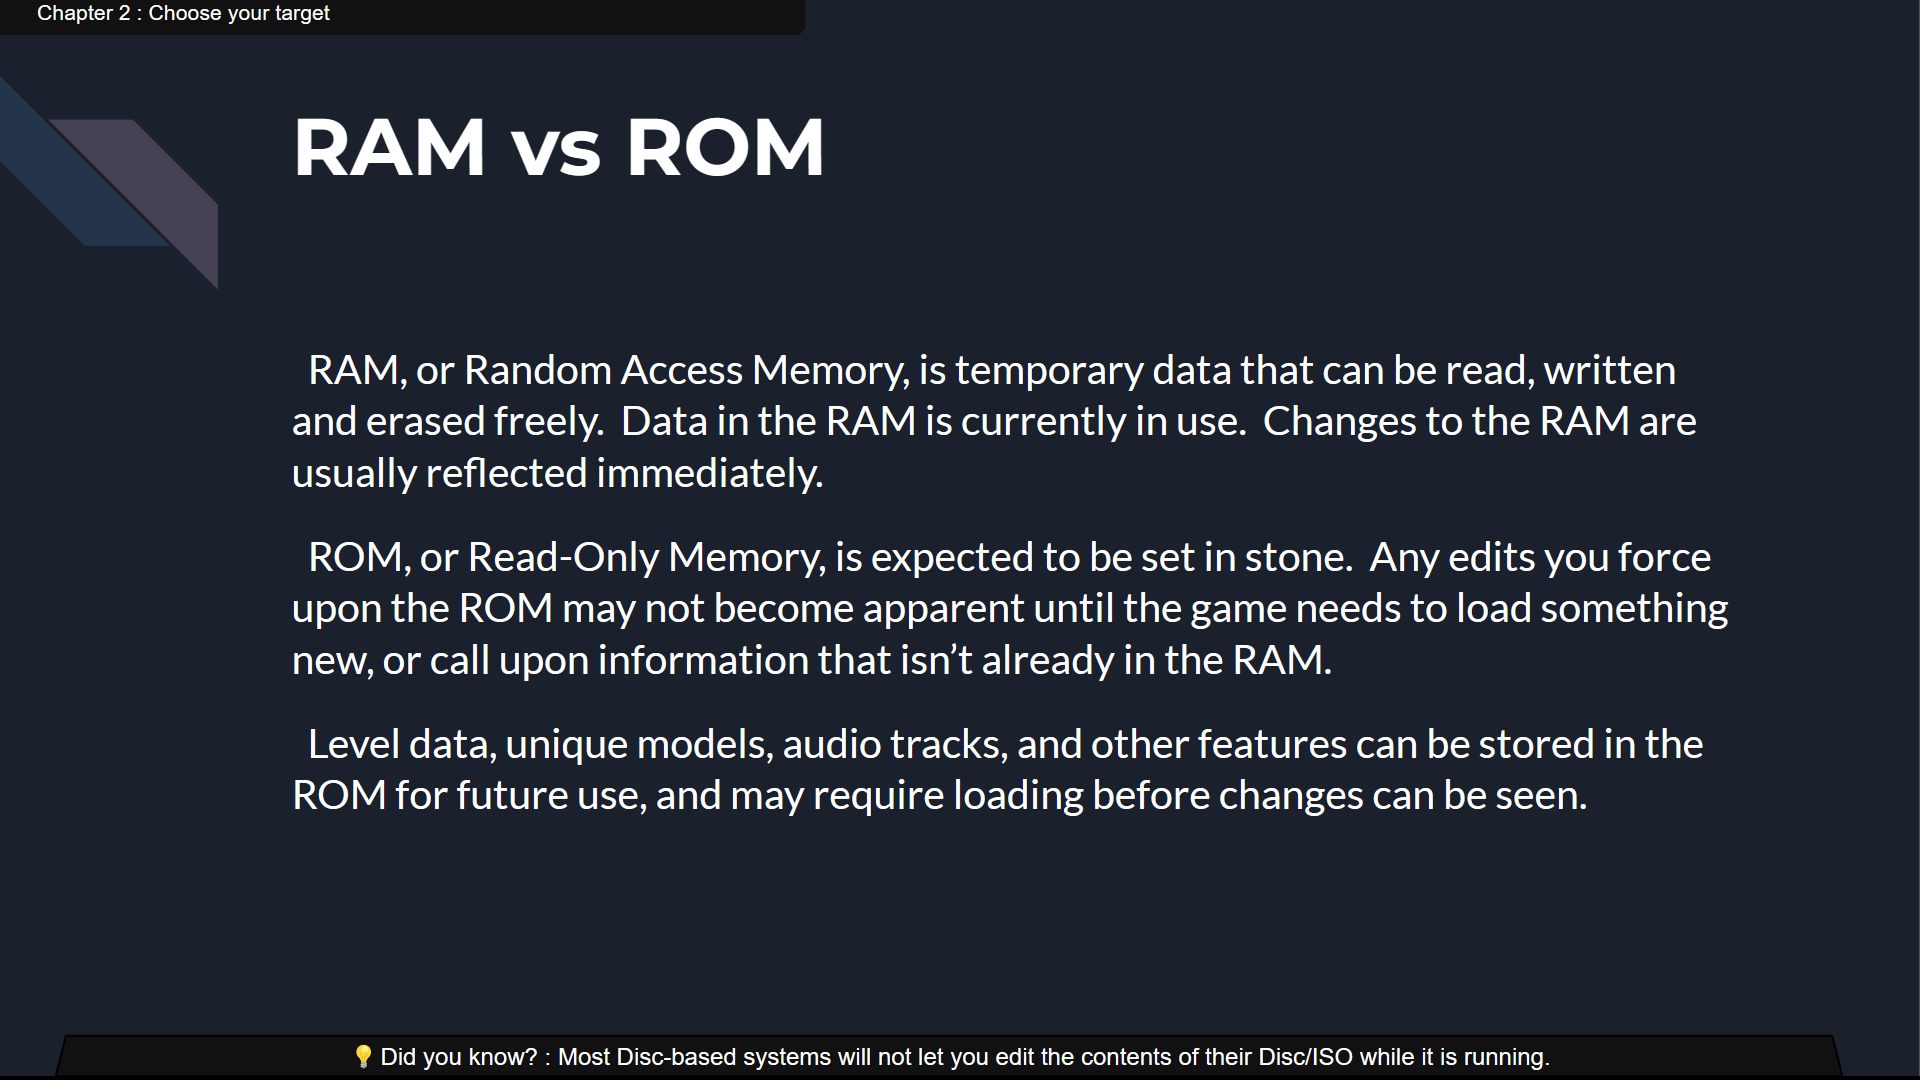 Chapter 2 : Choose your target
RAM vs ROM
RAM, or Random Access Memory, is temporary data that can be read, written
and erased freely.  Data in the RAM is currently in use.  Changes to the RAM are
usually reflected immediately.
ROM, or Read-Only Memory, is expected to be set in stone.  Any edits you force
upon the ROM may not become apparent until the game needs to load something
new, or call upon information that isn’t already in the RAM.
Level data, unique models, audio tracks, and other features can be stored in the
ROM for future use, and may require loading before changes can be seen.
💡 Did you know? : Most Disc-based systems will not let you edit the contents of their Disc/ISO while it is running.